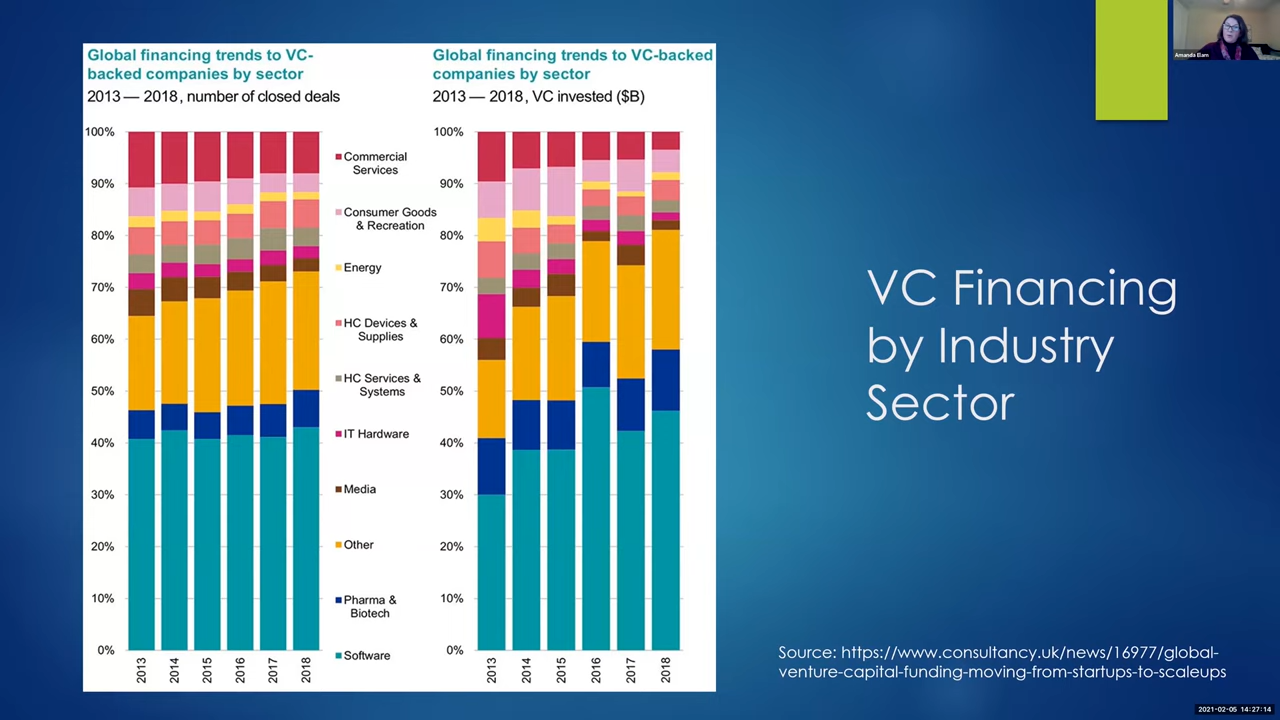 Global financing trends to VC-
backed companies by sector
2013 — 2018, number of closed deals
100%
90%
80%
70%
60%
50%
40%
30%
20%
10%
0%
2013
2014
2015
2016
2017
2018
Commercial
Services
Consumer Goods
& Recreation
Energy
HC Devices &
Supplies
HC Services &
Systems
IT Hardware
Media
Other
Pharma &
Biotech
Software
Global financing trends to VC-backed
companies by sector
2013 — 2018, VC invested ($B)
100%
90%
80%
70%
60%
50%
40%
30%
20%
10%
0%
2013
2014
2015
2016
2017
2018
Amanda Elam
VC Financing
by Industry
Sector
Source: https://www.consultancy.uk/news/16977/global-
venture-capital-funding-moving-from-startups-to-scaleups
2021-02-05 14:27:14